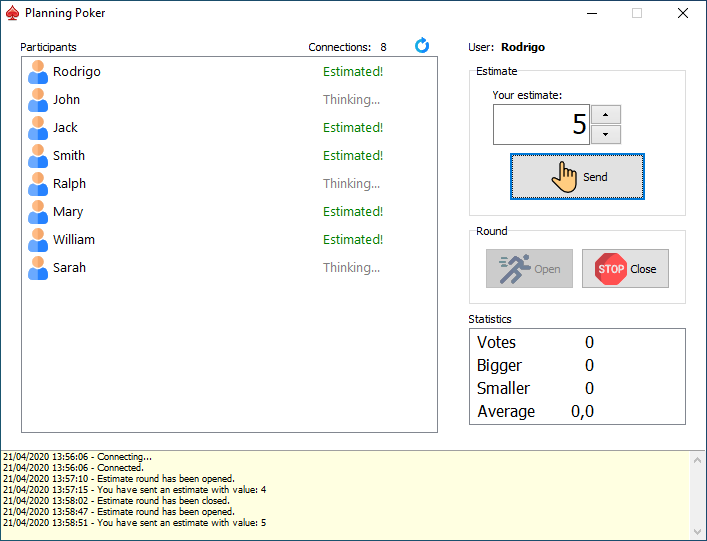 Planning Poker
Participants Connections: 8
Rodrigo Estimated!
John Thinking...
Jack Estimated!
Smith Estimated!
Ralph Thinking...
Mary Estimated!
William Estimated!
Sarah Thinking...
User: Rodrigo
Estimate
Your estimate:
5
Send
Round
Open
STOP Close
Statistics
Votes 0
Bigger 0
Smaller 0
Average 0,0
21/04/2020 13:56:06 - Connecting...
21/04/2020 13:56:06 - Connected.
21/04/2020 13:57:10 - Estimate round has been opened.
21/04/2020 13:57:15 - You have sent an estimate with value: 4
21/04/2020 13:58:02 - Estimate round has been closed.
21/04/2020 13:58:47 - Estimate round has been opened.
21/04/2020 13:58:51 - You have sent an estimate with value: 5